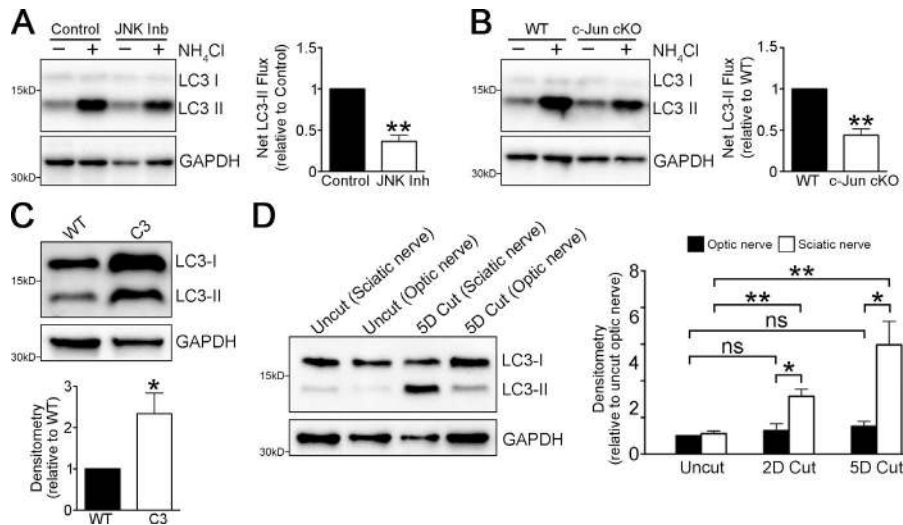 A
Control JNK Inb
− + − + NH₄Cl
LC3 I
15kD
LC3 II
GAPDH
30kD
Net LC3-II Flux
(relative to Control)
1
0.5
0
**
Control JNK Inh
B
WT c-Jun cKO
− + − + NH₄Cl
LC3 I
15kD
LC3 II
GAPDH
30kD
Net LC3-II Flux
(relative to WT)
1
0.5
0
**
WT c-Jun cKO
C
WT C3
LC3-I
15kD
LC3-II
GAPDH
30kD
Densitometry
(relative to WT)
3
2
1
0
*
WT C3
D
Uncut (Sciatic nerve)
Uncut (Optic nerve)
5D Cut (Sciatic nerve)
5D Cut (Optic nerve)
LC3-I
15kD
LC3-II
GAPDH
30kD
Optic nerve Sciatic nerve
Densitometry
(relative to uncut optic nerve)
8
6
4
2
0
**
**
*
ns
ns
*
Uncut 2D Cut 5D Cut